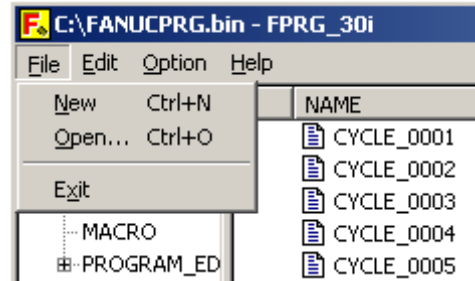 C:\FANUCPRG.bin - FPRG_30i
File Edit Option Help
New Ctrl+N
Open... Ctrl+O
Exit
MACRO
PROGRAM_ED
NAME
CYCLE_0001
CYCLE_0002
CYCLE_0003
CYCLE_0004
CYCLE_0005